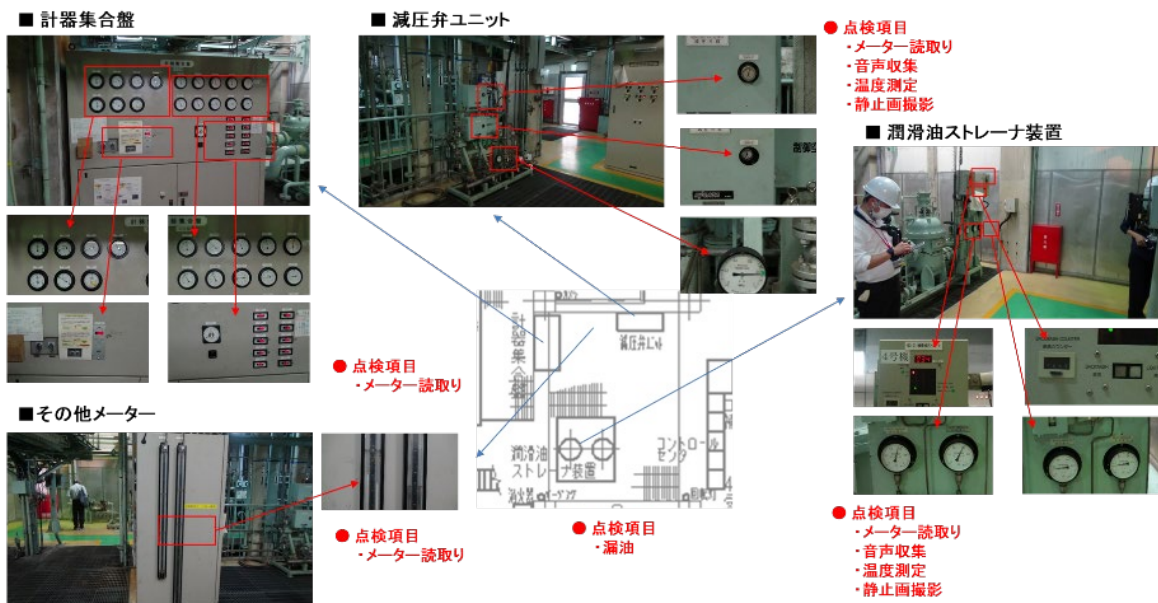 ■ 計器集合盤
■ 減圧弁ユニット
● 点検項目
・メーター読取り
・音声収集
・温度測定
・静止画撮影
■ 潤滑油ストレーナ装置
計器集合盤
● 点検項目
・メーター読取り
減圧弁ユニット
潤滑油
ストレーナ装置
コントロール
センタ
消火器
4号機
■その他メーター
● 点検項目
・メーター読取り
● 点検項目
・漏油
● 点検項目
・メーター読取り
・音声収集
・温度測定
・静止画撮影